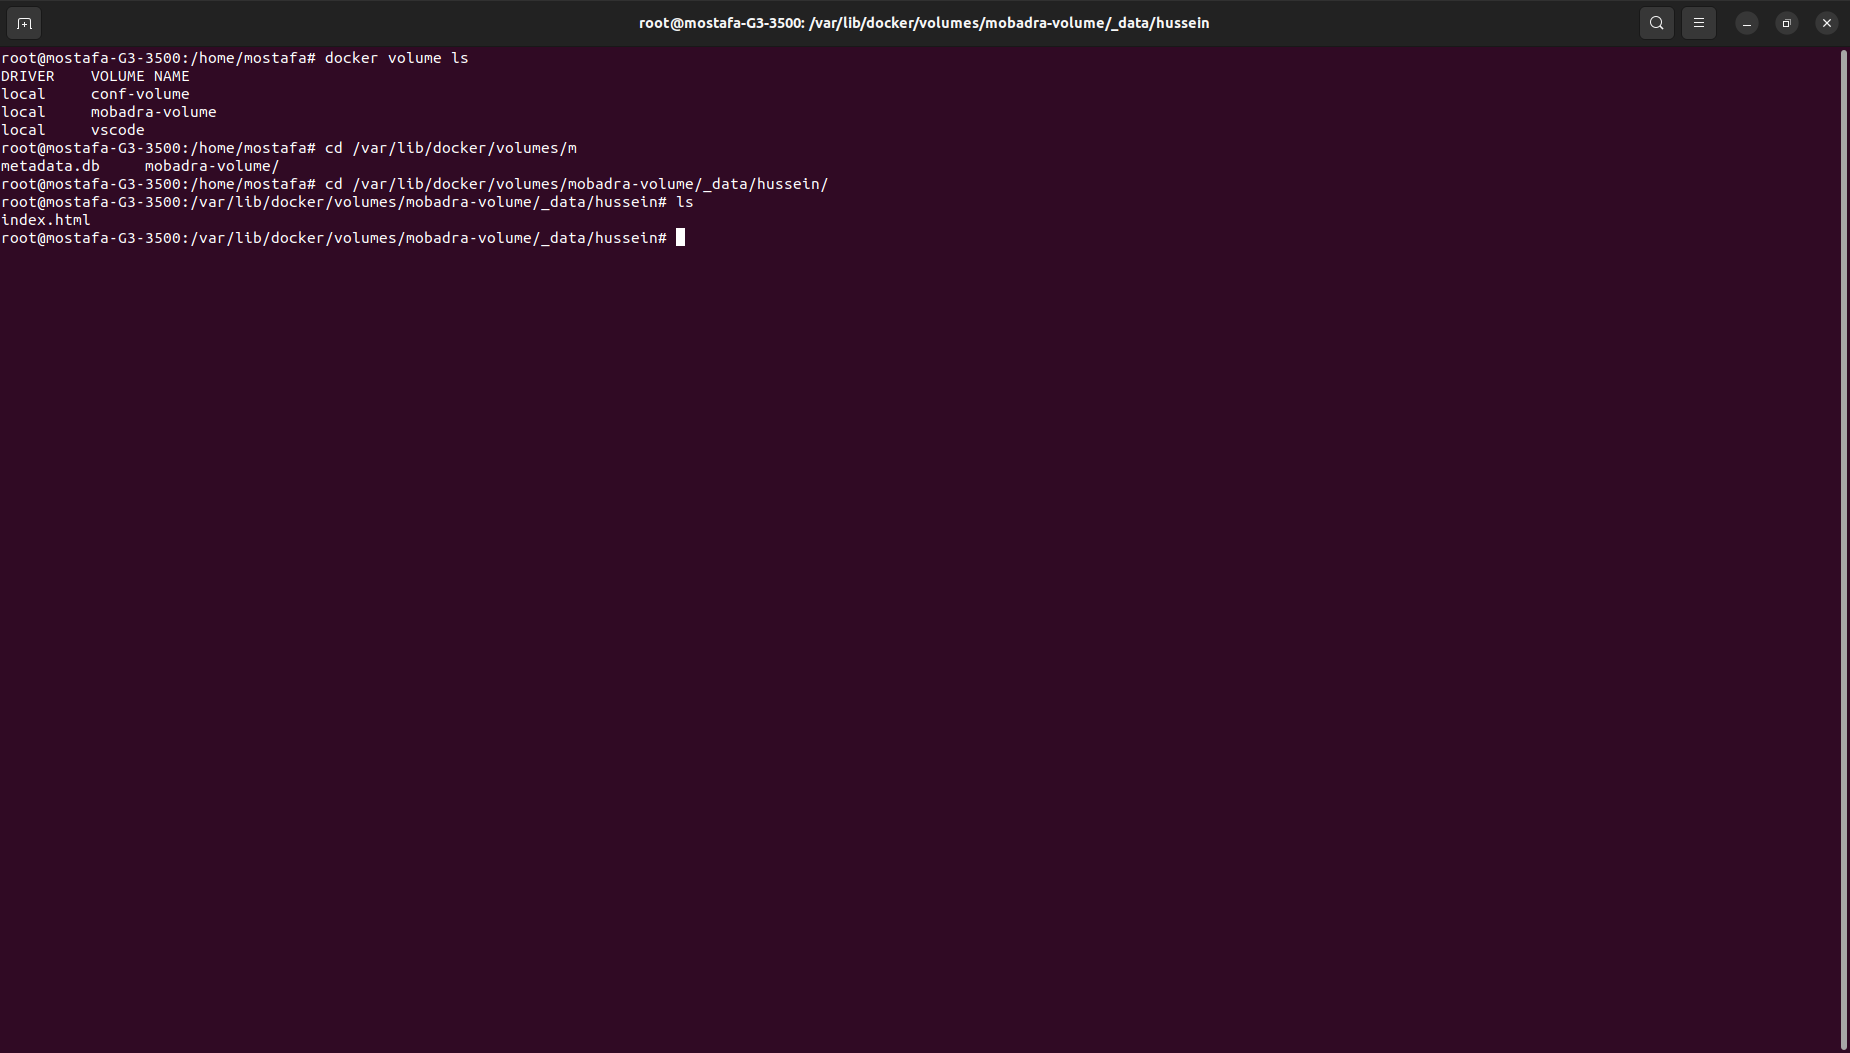 root@mostafa-G3-3500: /var/lib/docker/volumes/mobadra-volume/_data/hussein
root@mostafa-G3-3500:/home/mostafa# docker volume ls
DRIVER    VOLUME NAME
local     conf-volume
local     mobadra-volume
local     vscode
root@mostafa-G3-3500:/home/mostafa# cd /var/lib/docker/volumes/m
metadata.db     mobadra-volume/
root@mostafa-G3-3500:/home/mostafa# cd /var/lib/docker/volumes/mobadra-volume/_data/hussein/
root@mostafa-G3-3500:/var/lib/docker/volumes/mobadra-volume/_data/hussein# ls
index.html
root@mostafa-G3-3500:/var/lib/docker/volumes/mobadra-volume/_data/hussein#